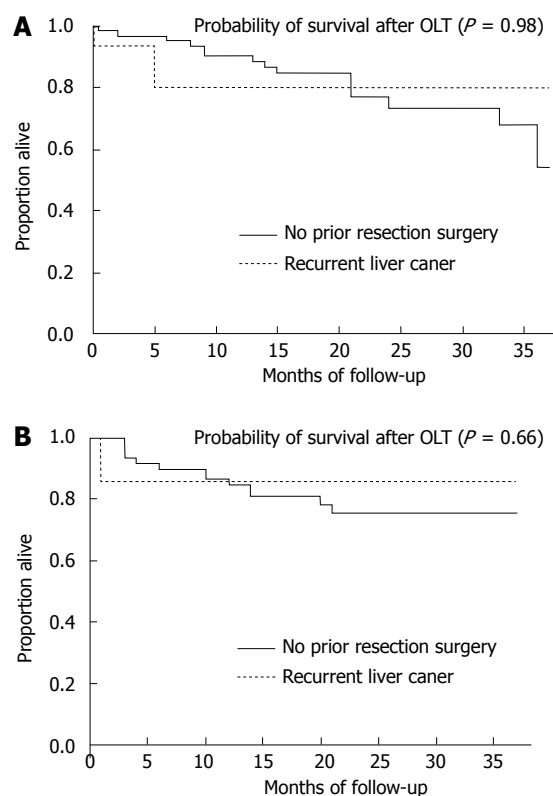 A
Probability of survival after OLT (P = 0.98)
1.0
0.8
0.6
0.4
0.2
0.0
Proportion alive
No prior resection surgery
Recurrent liver caner
0 5 10 15 20 25 30 35
Months of follow-up
B
Probability of survival after OLT (P = 0.66)
1.0
0.8
0.6
0.4
0.2
0.0
Proportion alive
No prior resection surgery
Recurrent liver caner
0 5 10 15 20 25 30 35
Months of follow-up